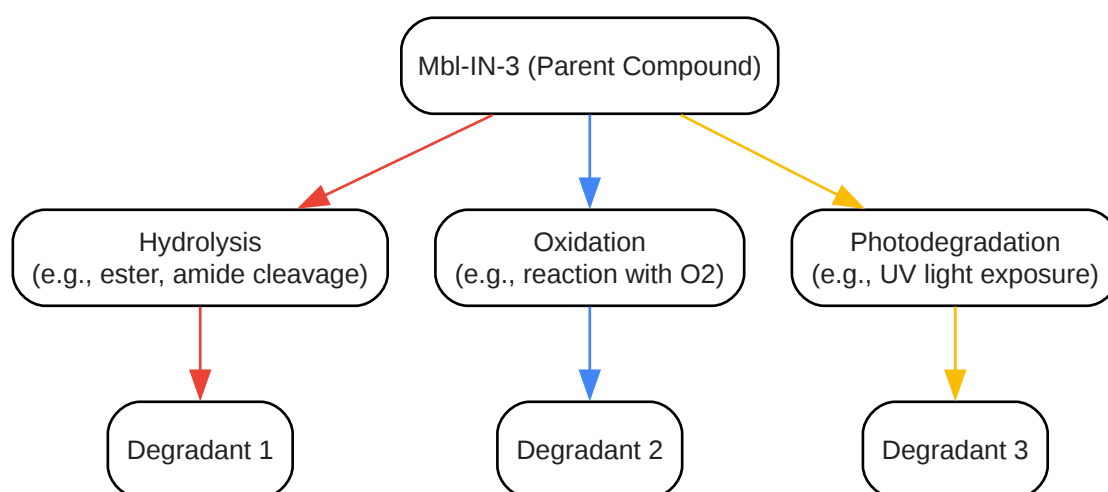 Mbl-IN-3 (Parent Compound)
Hydrolysis
(e.g., ester, amide cleavage)
Oxidation
(e.g., reaction with O2)
Photodegradation
(e.g., UV light exposure)
Degradant 1
Degradant 2
Degradant 3